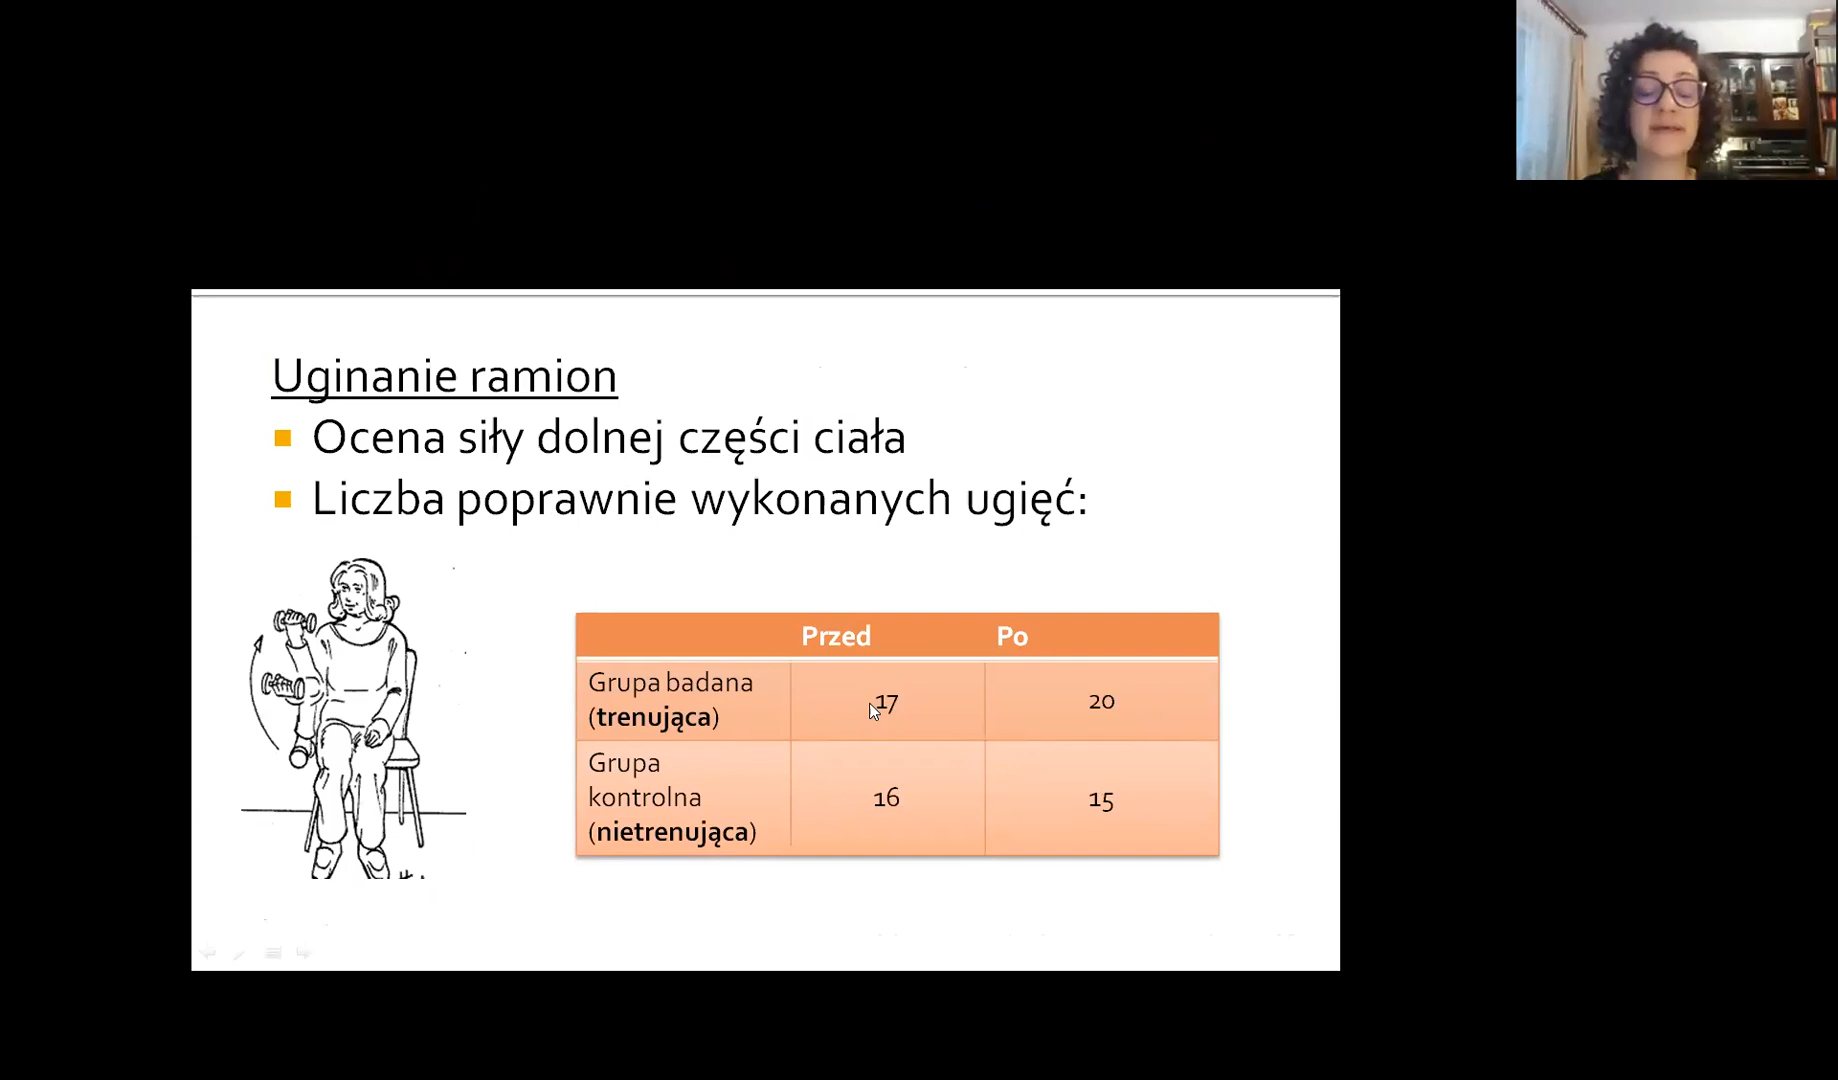 Uginanie ramion
Ocena siły dolnej części ciała
Liczba poprawnie wykonanych ugięć:
Przed Po
Grupa badana
(trenująca)
17 20
Grupa
kontrolna
(nietrenująca)
16 15